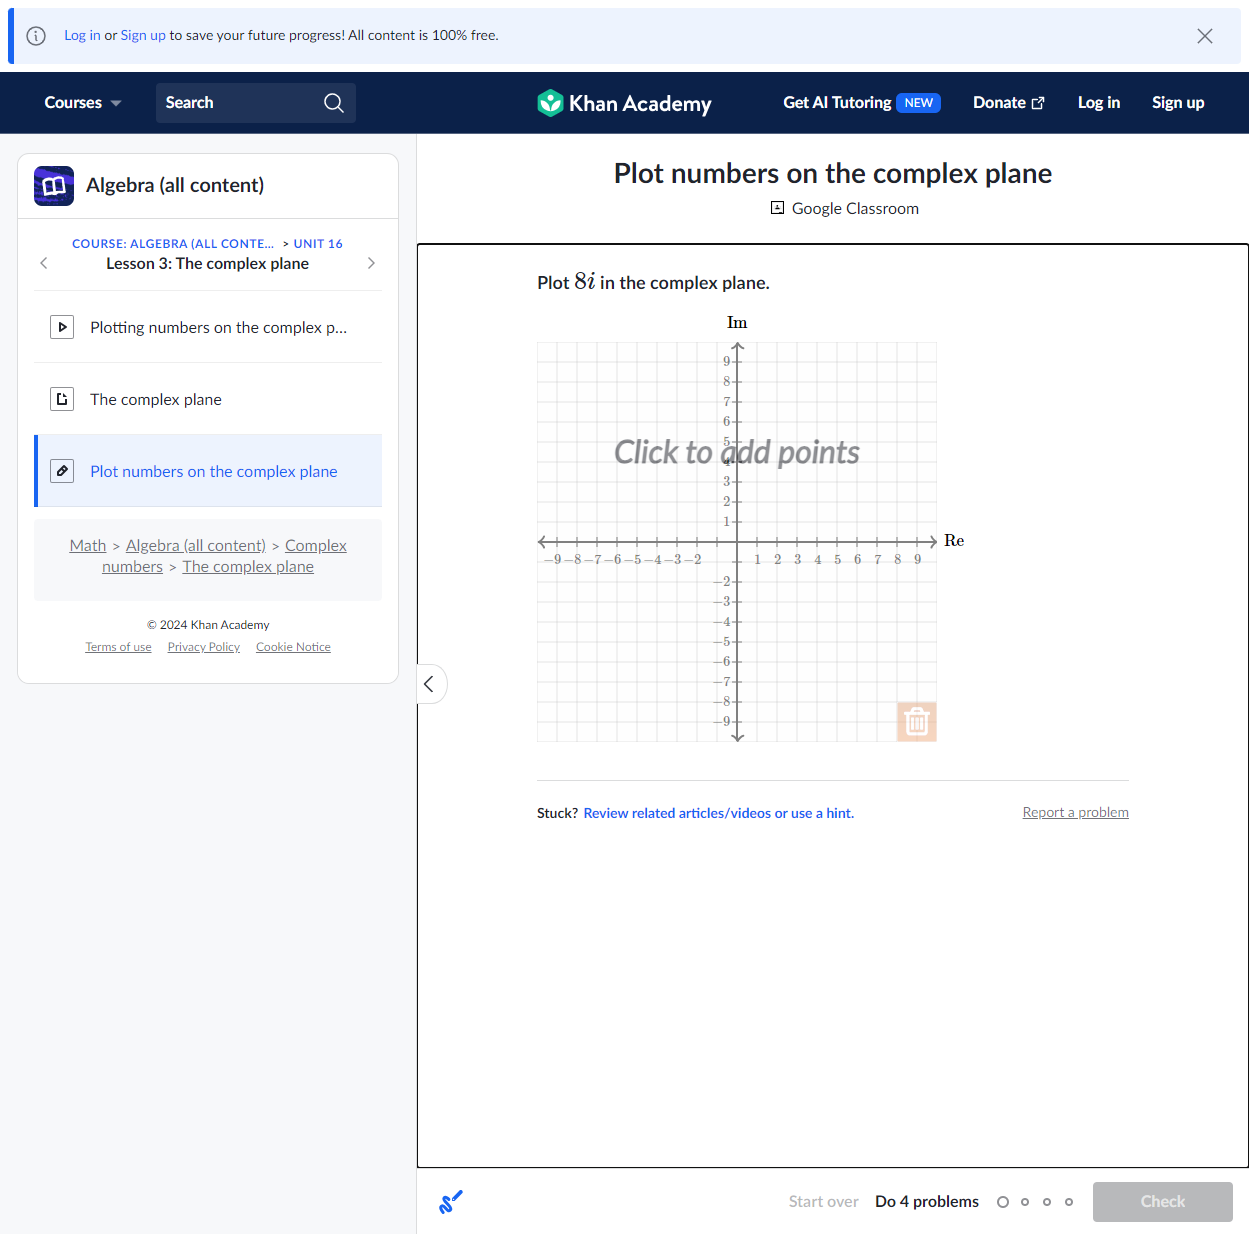 Log in or Sign up to save your future progress! All content is 100% free.
Courses
Search
Khan Academy
Get AI Tutoring NEW
Donate
Log in
Sign up
Algebra (all content)
COURSE: ALGEBRA (ALL CONTE... > UNIT 16
Lesson 3: The complex plane
Plotting numbers on the complex p...
The complex plane
Plot numbers on the complex plane
Math > Algebra (all content) > Complex
numbers > The complex plane
© 2024 Khan Academy
Terms of use Privacy Policy Cookie Notice
Plot numbers on the complex plane
Google Classroom
Plot 8i in the complex plane.
Im
9
8
7
6
5
Click to add points
4
3
2
1
Re
−9 −8 −7 −6 −5 −4 −3 −2 1 2 3 4 5 6 7 8 9
−2
−3
−4
−5
−6
−7
−8
−9
Stuck? Review related articles/videos or use a hint.
Report a problem
Start over
Do 4 problems
Check